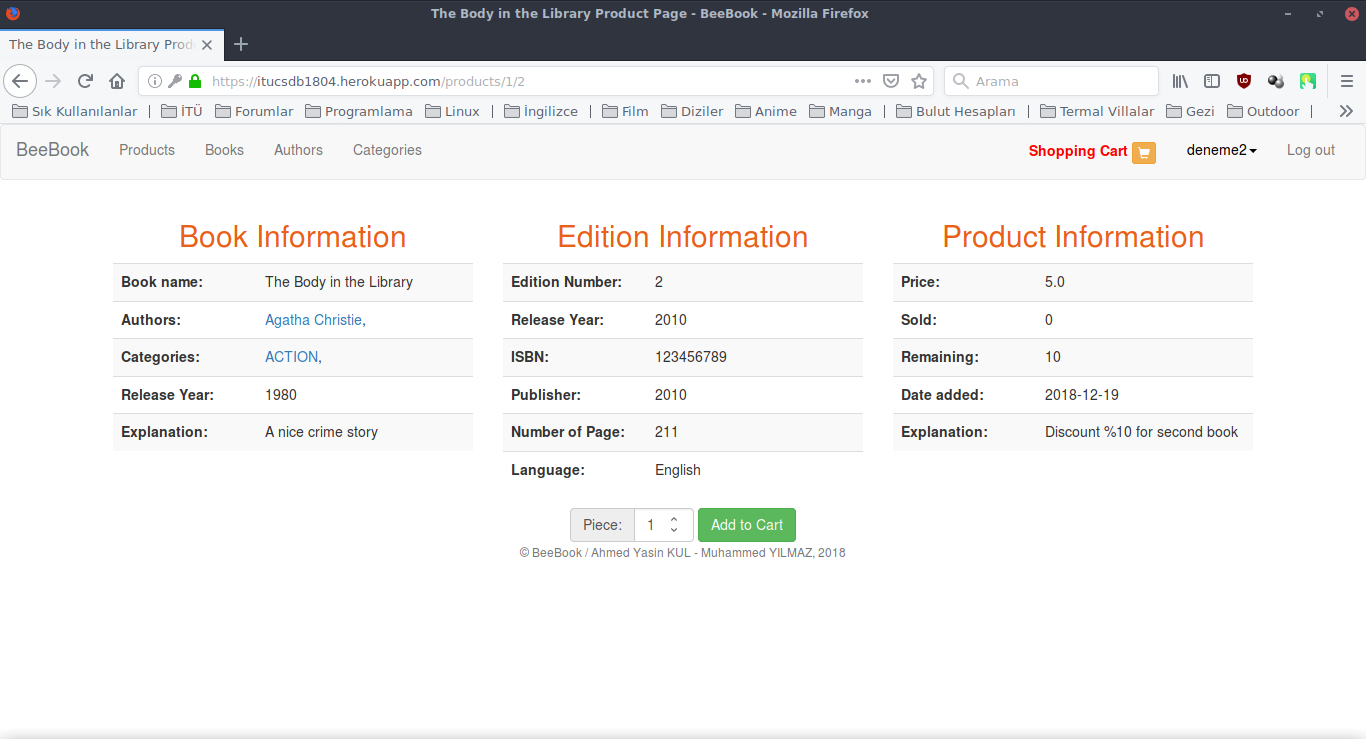 The Body in the Library Product Page - BeeBook - Mozilla Firefox
The Body in the Library Prod
https://itucsdb1804.herokuapp.com/products/1/2
Arama
Sık Kullanılanlar | İTÜ Forumlar Programlama Linux | İngilizce | Film Diziler Anime Manga | Bulut Hesapları | Termal Villalar Gezi Outdoor |
BeeBook Products Books Authors Categories Shopping Cart deneme2 Log out
Book Information
Book name: The Body in the Library
Authors: Agatha Christie,
Categories: ACTION,
Release Year: 1980
Explanation: A nice crime story
Edition Information
Edition Number: 2
Release Year: 2010
ISBN: 123456789
Publisher: 2010
Number of Page: 211
Language: English
Product Information
Price: 5.0
Sold: 0
Remaining: 10
Date added: 2018-12-19
Explanation: Discount %10 for second book
Piece: 1 Add to Cart
© BeeBook / Ahmed Yasin KUL - Muhammed YILMAZ, 2018